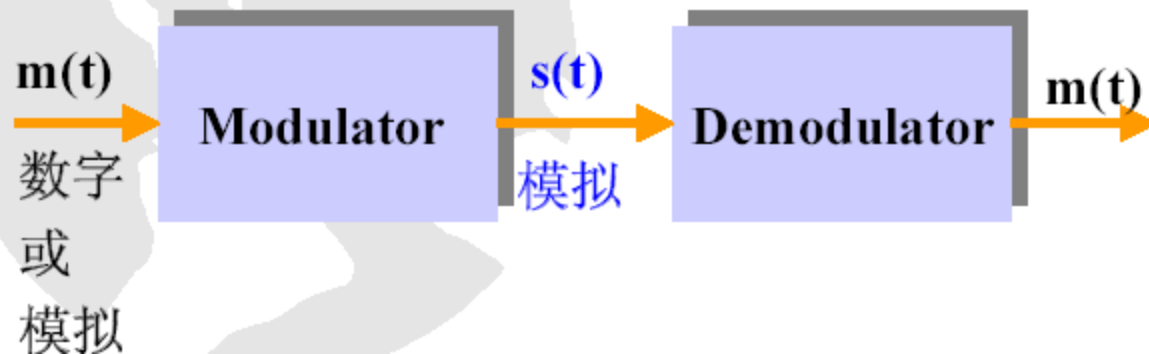 m(t)
数字
或
模拟
Modulator
s(t)
模拟
Demodulator
m(t)